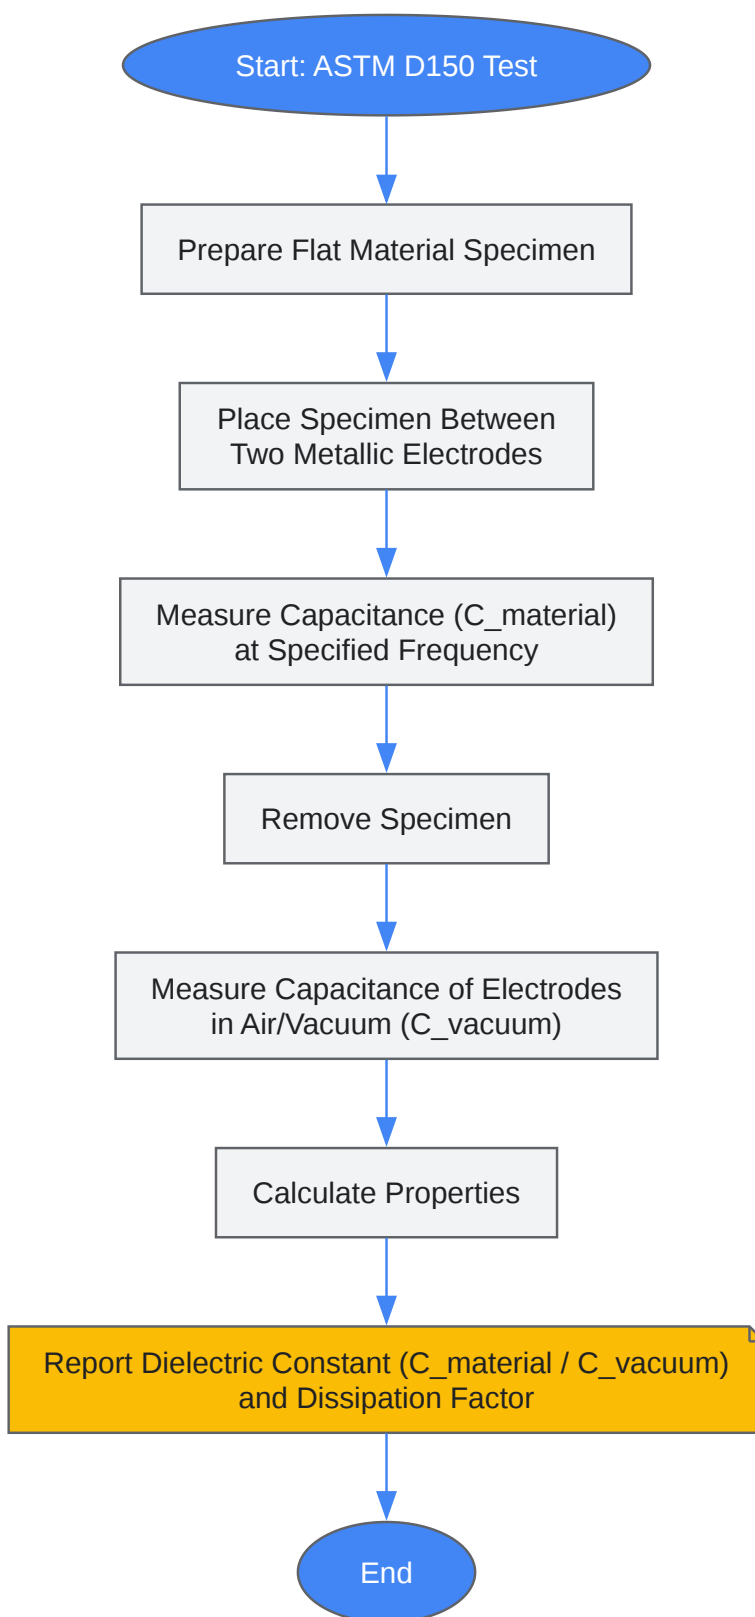 Start: ASTM D150 Test
Prepare Flat Material Specimen
Place Specimen Between
Two Metallic Electrodes
Measure Capacitance (C_material)
at Specified Frequency
Remove Specimen
Measure Capacitance of Electrodes
in Air/Vacuum (C_vacuum)
Calculate Properties
Report Dielectric Constant (C_material / C_vacuum)
and Dissipation Factor
End